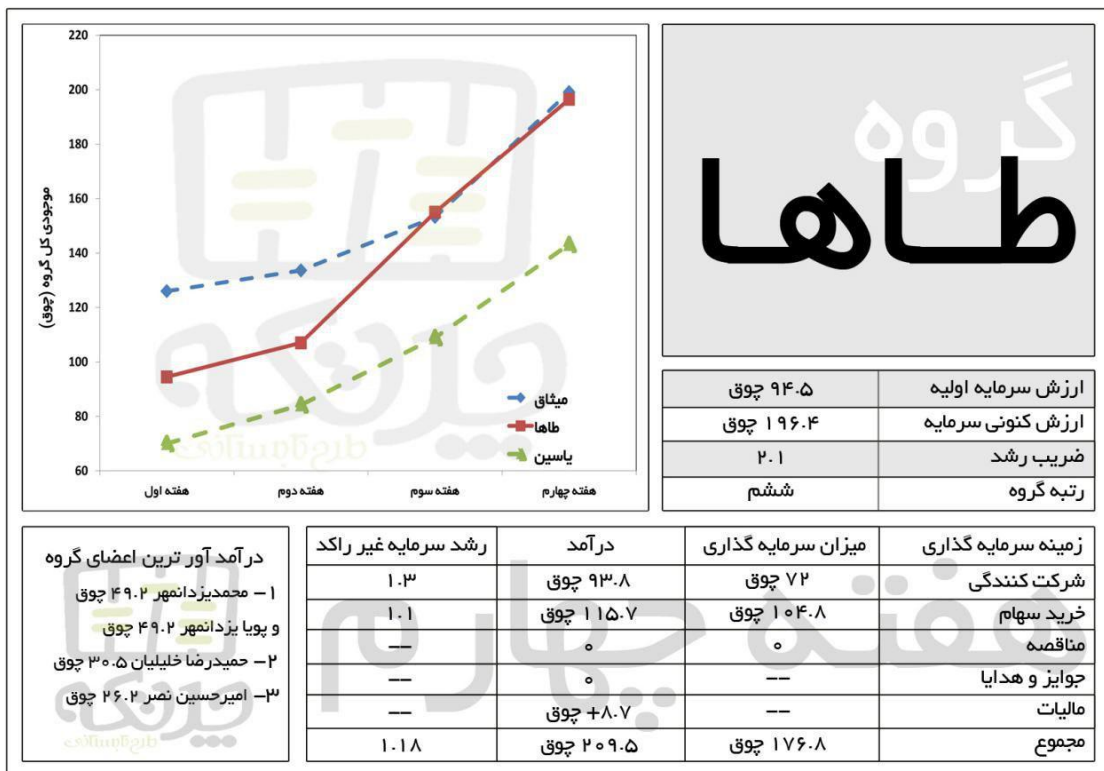 گروه
طاها
220
200
180
160
140
120
100
80
60
موجودی کل گروه (چوق)
میثاق
طاها
یاسین
هفته اول هفته دوم هفته سوم هفته چهارم
چرتکه
طرح تابستانی
ارزش سرمایه اولیه ۹۴.۵ چوق
ارزش کنونی سرمایه ۱۹۶.۴ چوق
ضریب رشد ۲.۱
رتبه گروه ششم
هفته چهارم
زمینه سرمایه گذاری میزان سرمایه گذاری درآمد رشد سرمایه غیر راکد
شرکت کنندگی ۷۲ چوق ۹۳.۸ چوق ۱.۳
خرید سهام ۱۰۴.۸ چوق ۱۱۵.۷ چوق ۱.۱
مناقصه ۰ ۰ --
جوایز و هدایا -- ۰ --
مالیات -- +۸.۷ چوق
مجموع ۱۷۶.۸ چوق ۲۰۹.۵ چوق ۱.۱۸
درآمد آور ترین اعضای گروه
۱- محمدیزدانمهر ۴۹.۲ چوق
و پویا یزدانمهر ۴۹.۲ چوق
۲- حمیدرضا خلیلیان ۳۰.۵ چوق
۳- امیرحسین نصر ۲۶.۲ چوق
چرتکه
طرح تابستانی